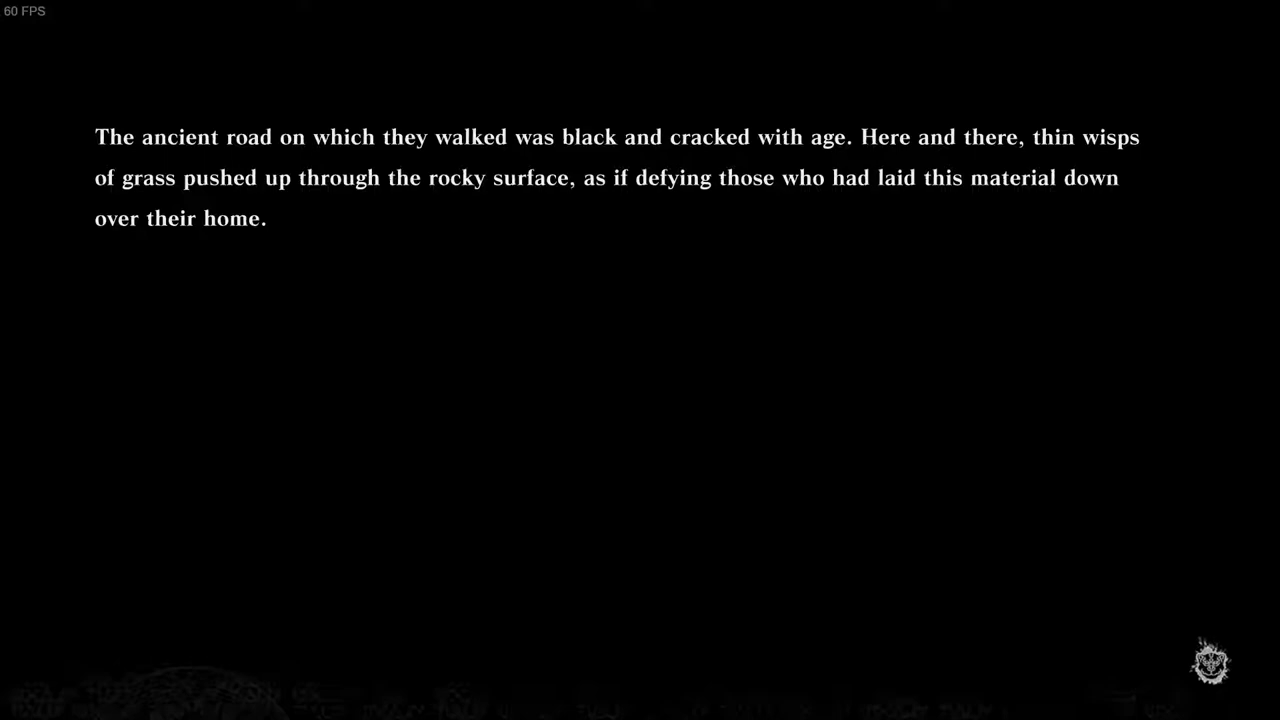 60 FPS
The ancient road on which they walked was black and cracked with age. Here and there, thin wisps
of grass pushed up through the rocky surface, as if defying those who had laid this material down
over their home.